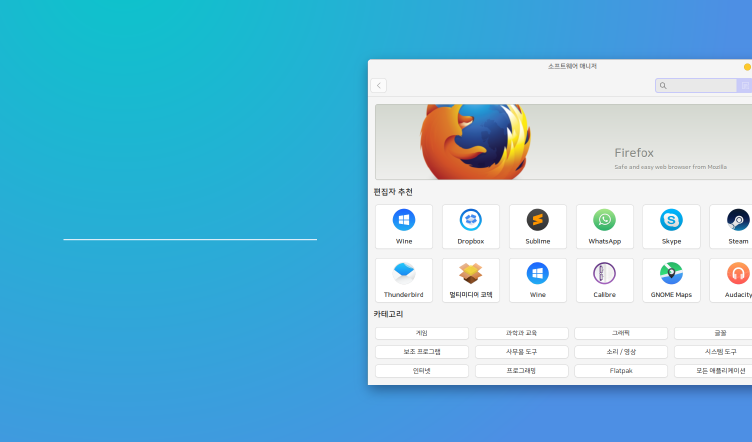 소프트웨어 매니저
Firefox
Safe and easy web browser from Mozilla
편집자 추천
Wine
Dropbox
Sublime
WhatsApp
Skype
Steam
Thunderbird
멀티미디어 코덱
Wine
Calibre
GNOME Maps
Audacity
카테고리
게임
과학과 교육
그래픽
글꼴
보조 프로그램
사무용 도구
소리 / 영상
시스템 도구
인터넷
프로그래밍
Flatpak
모든 애플리케이션